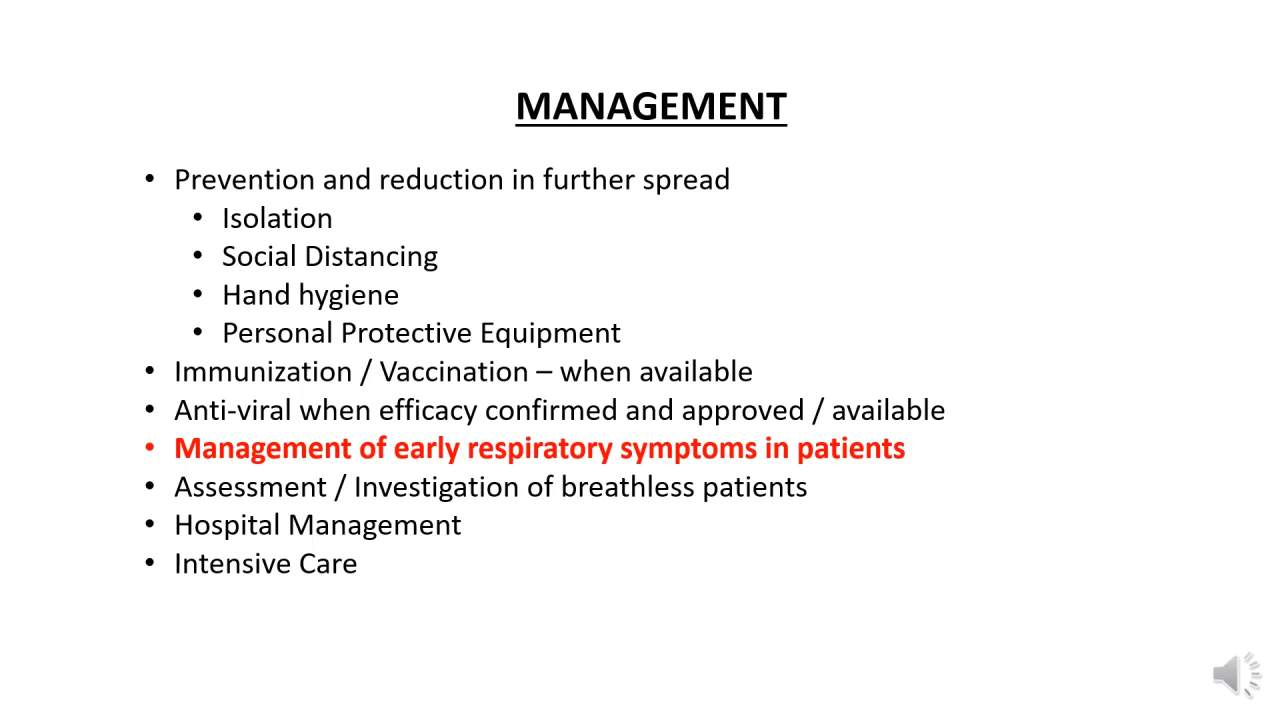 MANAGEMENT
• Prevention and reduction in further spread
• Isolation
• Social Distancing
• Hand hygiene
• Personal Protective Equipment
• Immunization / Vaccination – when available
• Anti-viral when efficacy confirmed and approved / available
• Management of early respiratory symptoms in patients
• Assessment / Investigation of breathless patients
• Hospital Management
• Intensive Care